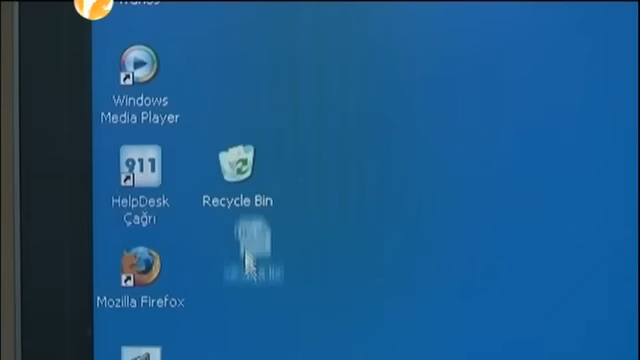 Windows
Media Player
911
HelpDesk
Çağrı
Mozilla Firefox
Recycle Bin